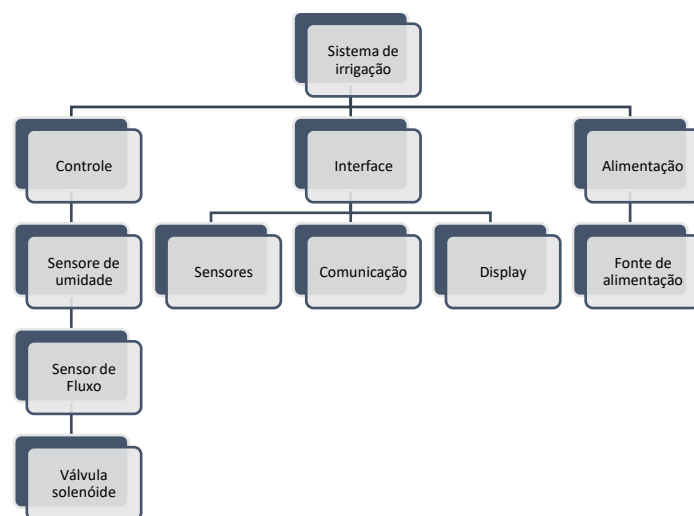 Sistema de
irrigação
Controle
Interface
Alimentação
Sensore de
umidade
Sensores
Comunicação
Display
Fonte de
alimentação
Sensor de
Fluxo
Válvula
solenóide